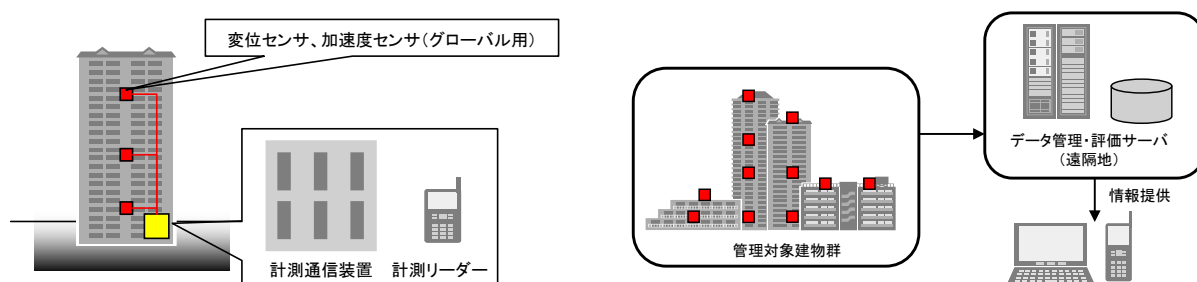 変位センサ、加速度センサ(グローバル用)
計測通信装置
計測リーダー
管理対象建物群
データ管理・評価サーバ
(遠隔地)
情報提供